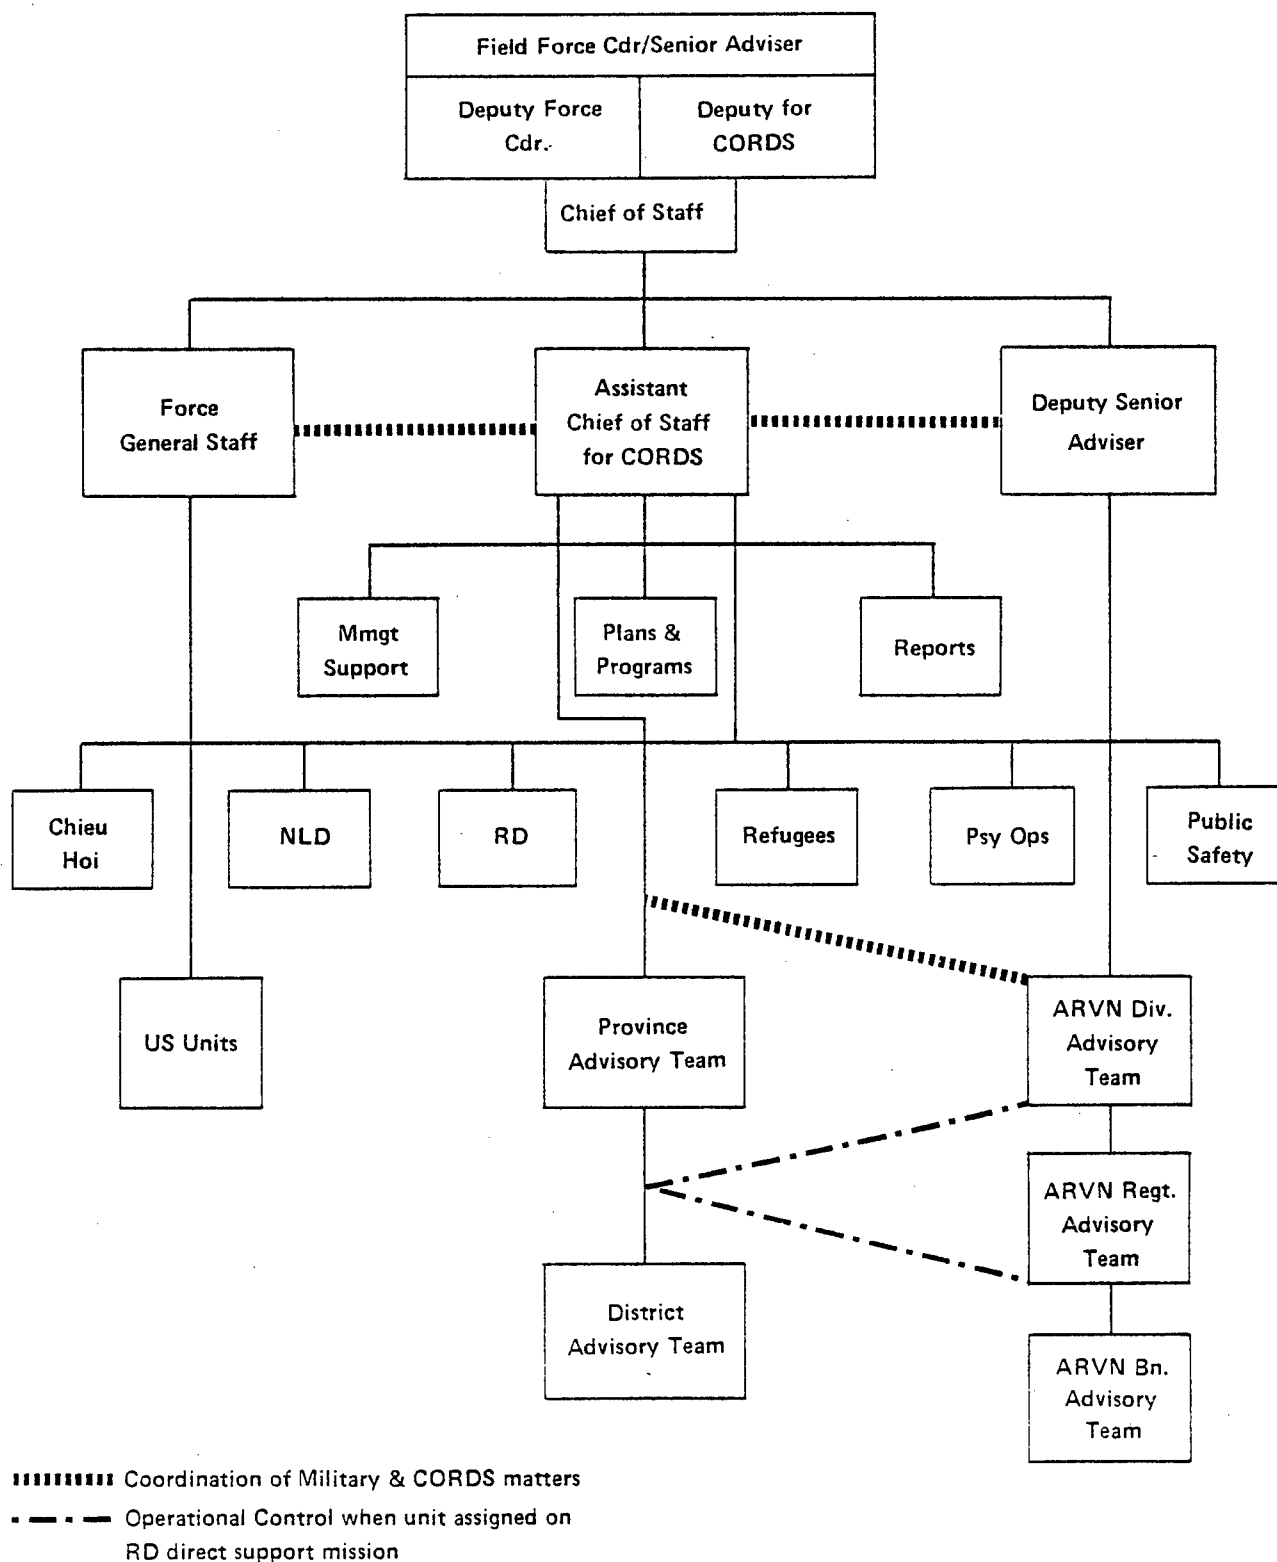 Field Force Cdr/Senior Adviser
Deputy Force
Cdr.
Deputy for
CORDS
Chief of Staff
Force
General Staff
Assistant
Chief of Staff
for CORDS
Deputy Senior
Adviser
Mmgt
Support
Plans &
Programs
Reports
Chieu
Hoi
NLD
RD
Refugees
Psy Ops
Public
Safety
US Units
Province
Advisory Team
ARVN Div.
Advisory
Team
ARVN Regt.
Advisory
Team
District
Advisory Team
ARVN Bn.
Advisory
Team
Coordination of Military & CORDS matters
Operational Control when unit assigned on
RD direct support mission